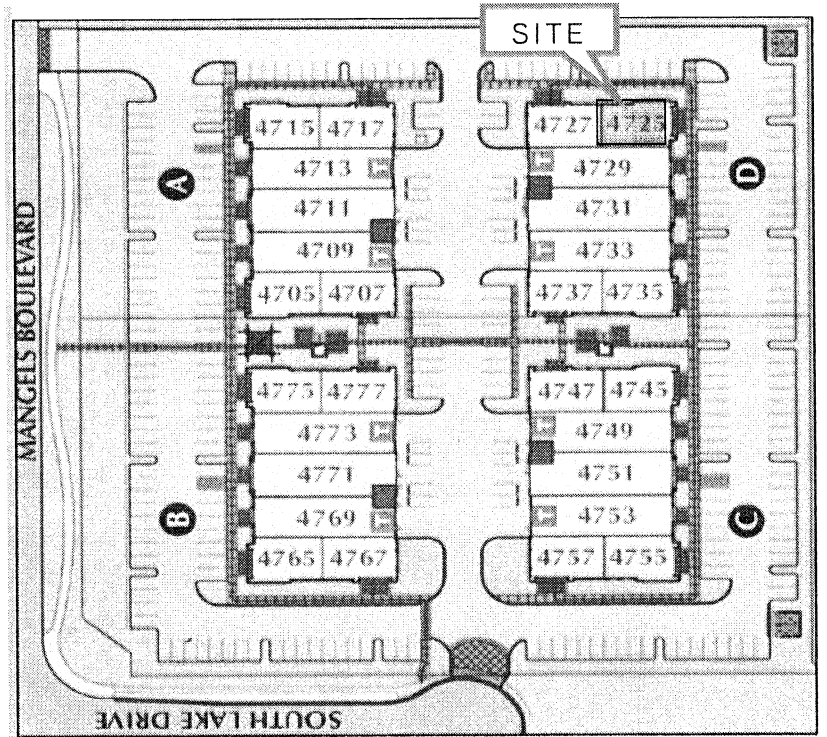 SITE
4715 4717 4727 4725
4713 T T 4729
A D
4711 4731
4709 T T 4733
4705 4707 4737 4735
MANGELS BOULEVARD
4775 4777 4747 4745
4773 T T 4749
4771 4751
B C
4769 T T 4753
4765 4767 4757 4755
SOUTH LAKE DRIVE